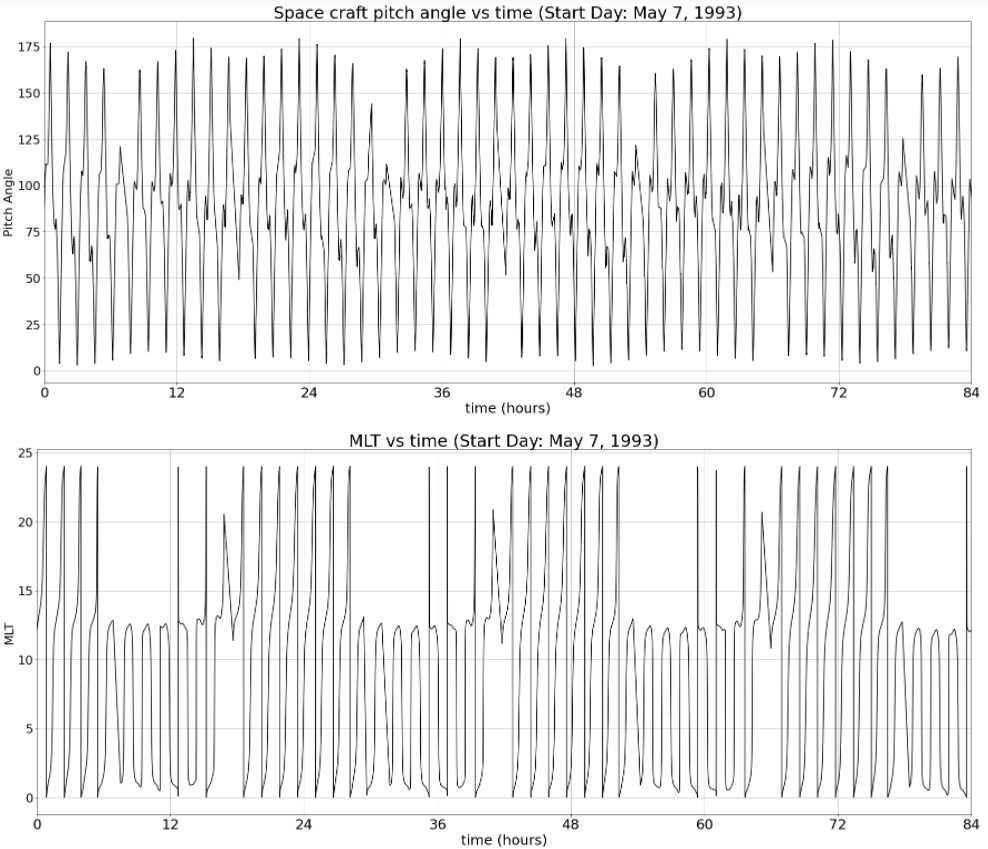 Space craft pitch angle vs time (Start Day: May 7, 1993)
175
150
125
100
75
50
25
0
Pitch Angle
0 12 24 36 48 60 72 84
time (hours)
MLT vs time (Start Day: May 7, 1993)
25
20
15
10
5
0
MLT
0 12 24 36 48 60 72 84
time (hours)